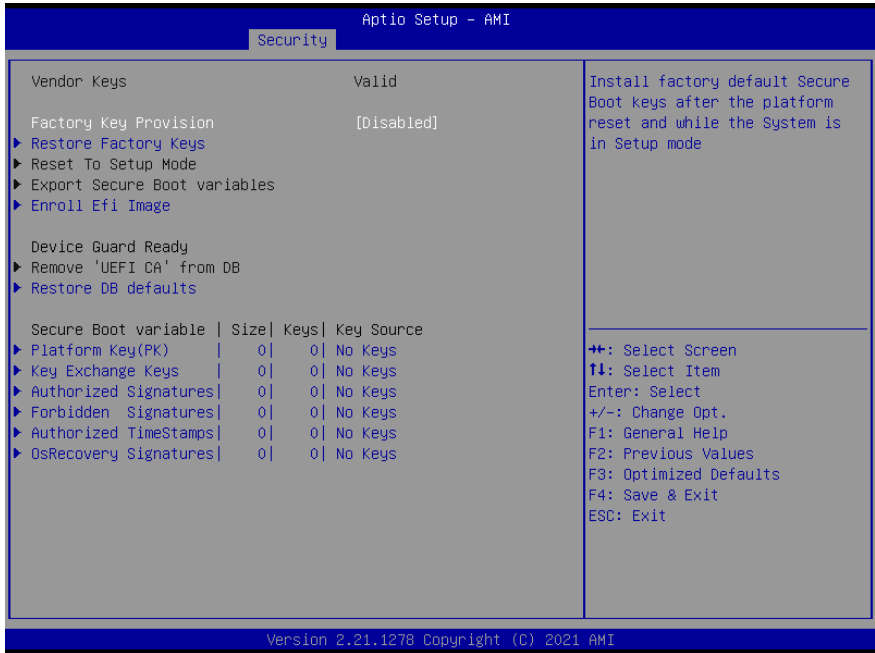 Aptio Setup – AMI
Security
Vendor Keys Valid
Factory Key Provision [Disabled]
Restore Factory Keys
Reset To Setup Mode
Export Secure Boot variables
Enroll Efi Image
Device Guard Ready
Remove 'UEFI CA' from DB
Restore DB defaults
Secure Boot variable | Size| Keys| Key Source
Platform Key(PK) | 0| 0| No Keys
Key Exchange Keys | 0| 0| No Keys
Authorized Signatures| 0| 0| No Keys
Forbidden Signatures| 0| 0| No Keys
Authorized TimeStamps| 0| 0| No Keys
OsRecovery Signatures| 0| 0| No Keys
Install factory default Secure
Boot keys after the platform
reset and while the System is
in Setup mode
→←: Select Screen
↑↓: Select Item
Enter: Select
+/-: Change Opt.
F1: General Help
F2: Previous Values
F3: Optimized Defaults
F4: Save & Exit
ESC: Exit
Version 2.21.1278 Copyright (C) 2021 AMI